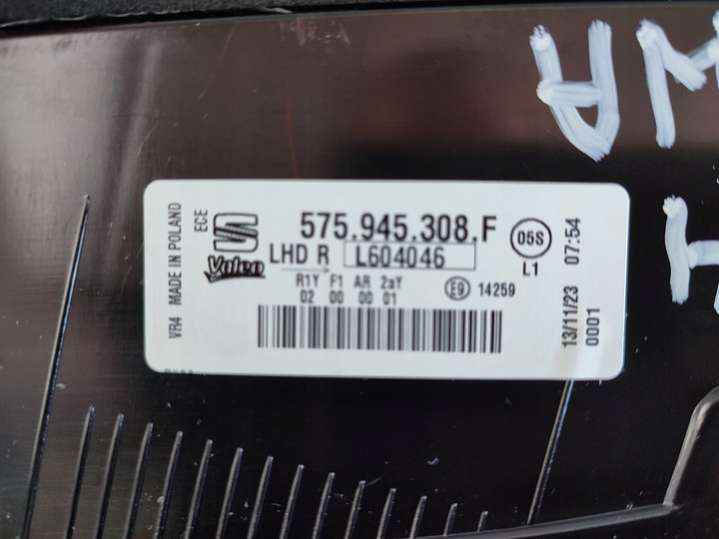 VR4 MADE IN POLAND
ECE
Valeo
575.945.308.F
LHD R L604046
R1Y F1 AR 2aY
02 00 00 01
E9 14259
05S
L1
13/11/23 07:54
0001